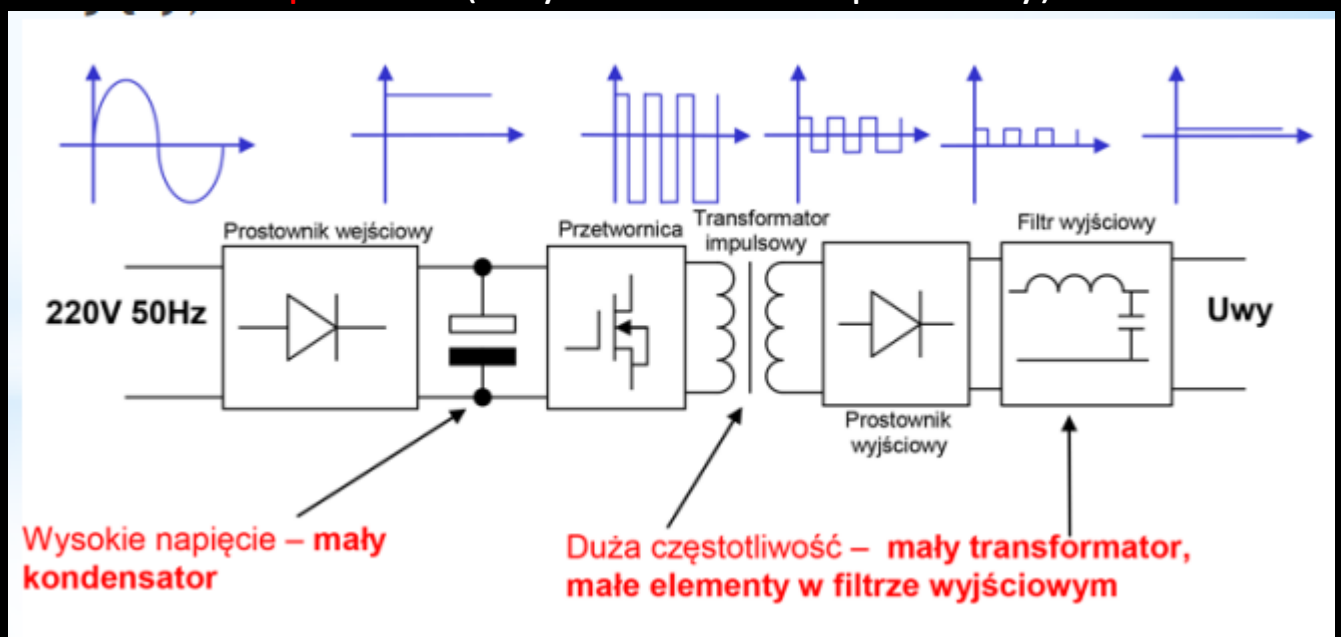 Prostownik wejściowy
Przetwornica
Transformator
impulsowy
Filtr wyjściowy
220V 50Hz
Uwy
Prostownik
wyjściowy
Wysokie napięcie – mały
kondensator
Duża częstotliwość – mały transformator,
małe elementy w filtrze wyjściowym